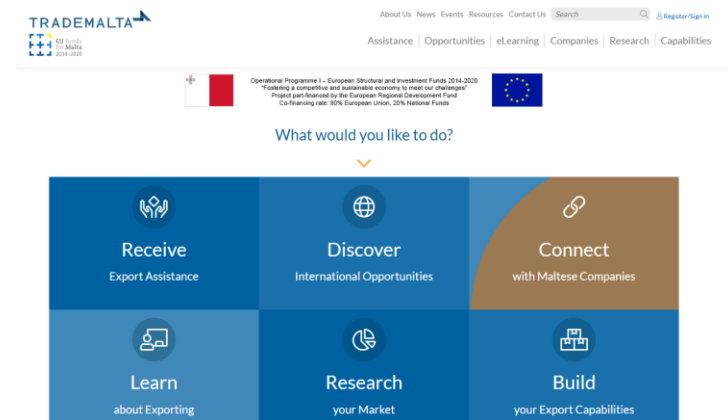 TRADEMALTA
EU Funds
for Malta
2014-2020
About Us News Events Resources Contact Us Search Register/Sign In
Assistance Opportunities eLearning Companies Research Capabilities
Operational Programme I – European Structural and Investment Funds 2014-2020
"Fostering a competitive and sustainable economy to meet our challenges"
Project part-financed by the European Regional Development Fund
Co-financing rate: 80% European Union, 20% National Funds
What would you like to do?
Receive
Export Assistance
Discover
International Opportunities
Connect
with Maltese Companies
Learn
about Exporting
Research
your Market
Build
your Export Capabilities